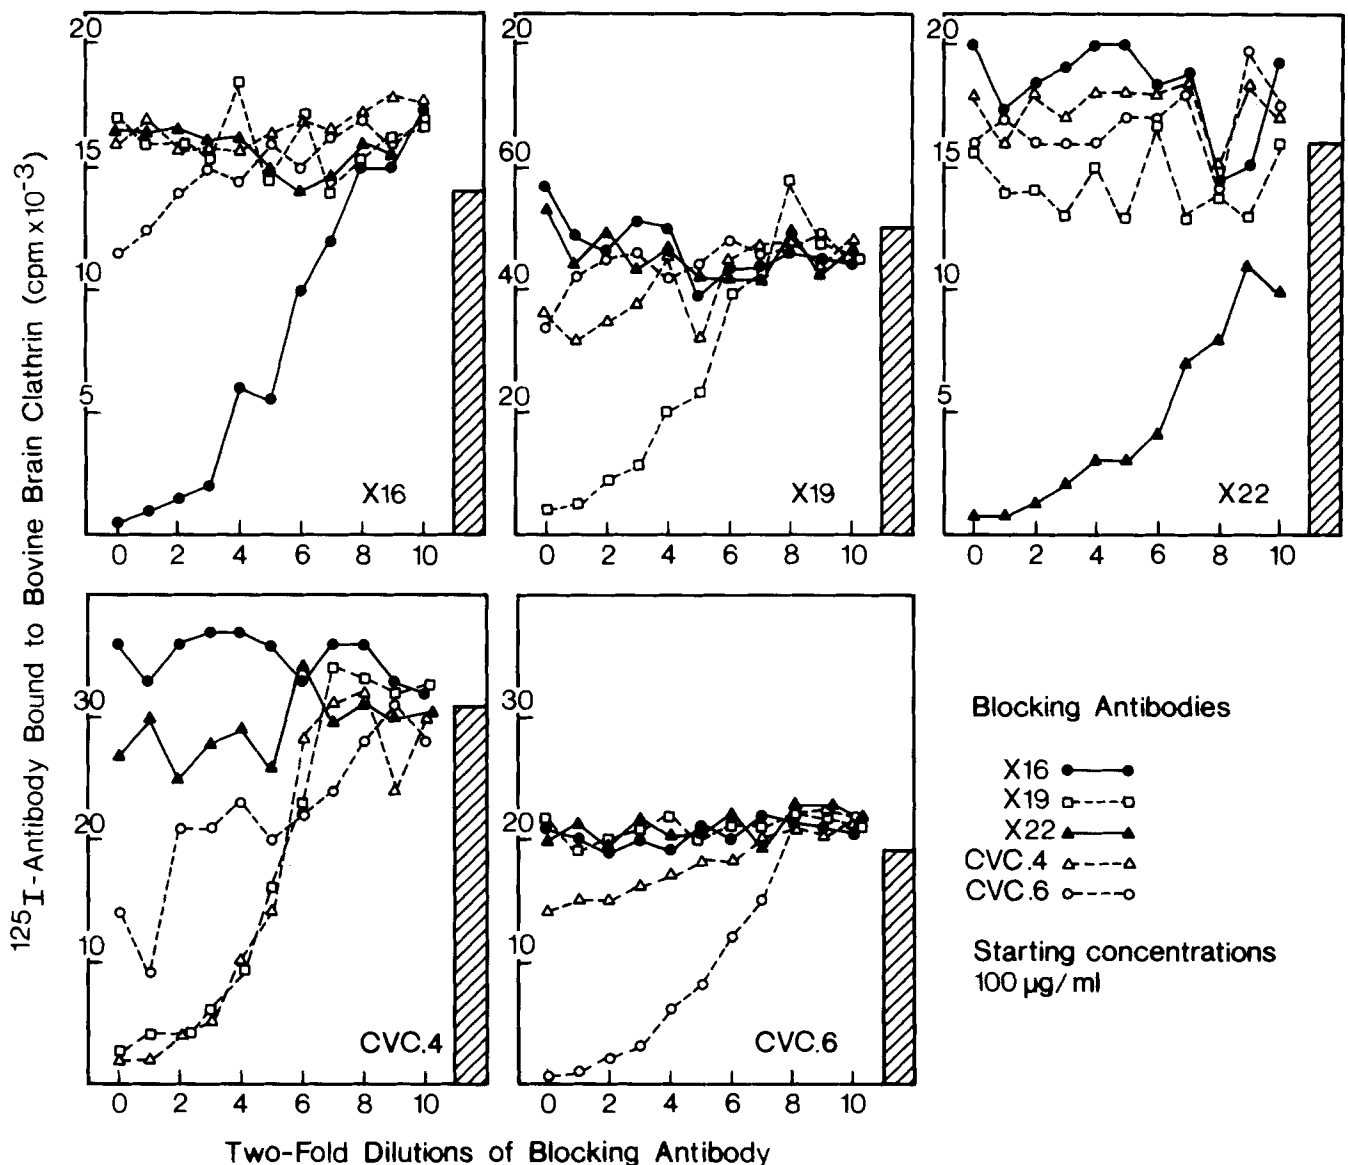 ¹²⁵I-Antibody Bound to Bovine Brain Clathrin (cpm x10⁻³)
20
15
10
5
X16
0 2 4 6 8 10
20
60
40
20
X19
0 2 4 6 8 10
20
15
10
5
X22
0 2 4 6 8 10
30
20
10
CVC.4
0 2 4 6 8 10
30
20
10
CVC.6
0 2 4 6 8 10
Blocking Antibodies
X16
X19
X22
CVC.4
CVC.6
Starting concentrations
100 µg/ml
Two-Fold Dilutions of Blocking Antibody